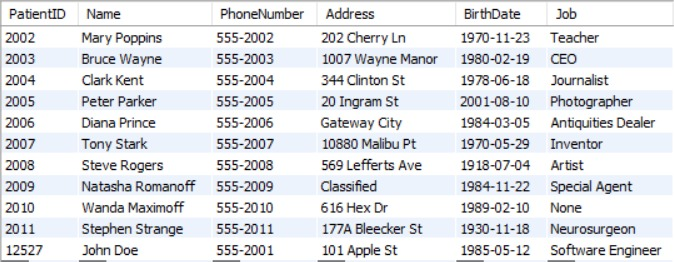 PatientID Name PhoneNumber Address BirthDate Job
2002 Mary Poppins 555-2002 202 Cherry Ln 1970-11-23 Teacher
2003 Bruce Wayne 555-2003 1007 Wayne Manor 1980-02-19 CEO
2004 Clark Kent 555-2004 344 Clinton St 1978-06-18 Journalist
2005 Peter Parker 555-2005 20 Ingram St 2001-08-10 Photographer
2006 Diana Prince 555-2006 Gateway City 1984-03-05 Antiquities Dealer
2007 Tony Stark 555-2007 10880 Malibu Pt 1970-05-29 Inventor
2008 Steve Rogers 555-2008 569 Lefferts Ave 1918-07-04 Artist
2009 Natasha Romanoff 555-2009 Classified 1984-11-22 Special Agent
2010 Wanda Maximoff 555-2010 616 Hex Dr 1989-02-10 None
2011 Stephen Strange 555-2011 177A Bleecker St 1930-11-18 Neurosurgeon
12527 John Doe 555-2001 101 Apple St 1985-05-12 Software Engineer